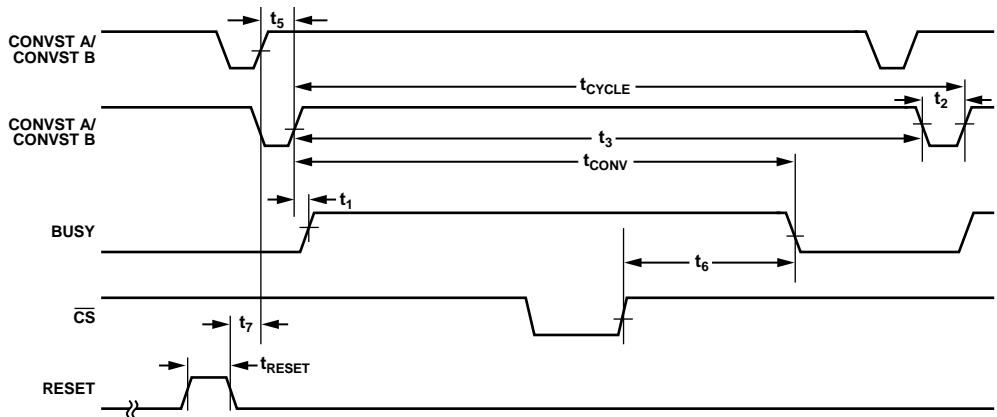 t5
CONVST A/
CONVST B
tCYCLE
t2
CONVST A/
CONVST B
t3
tCONV
t1
BUSY
t6
CS
t7
tRESET
RESET